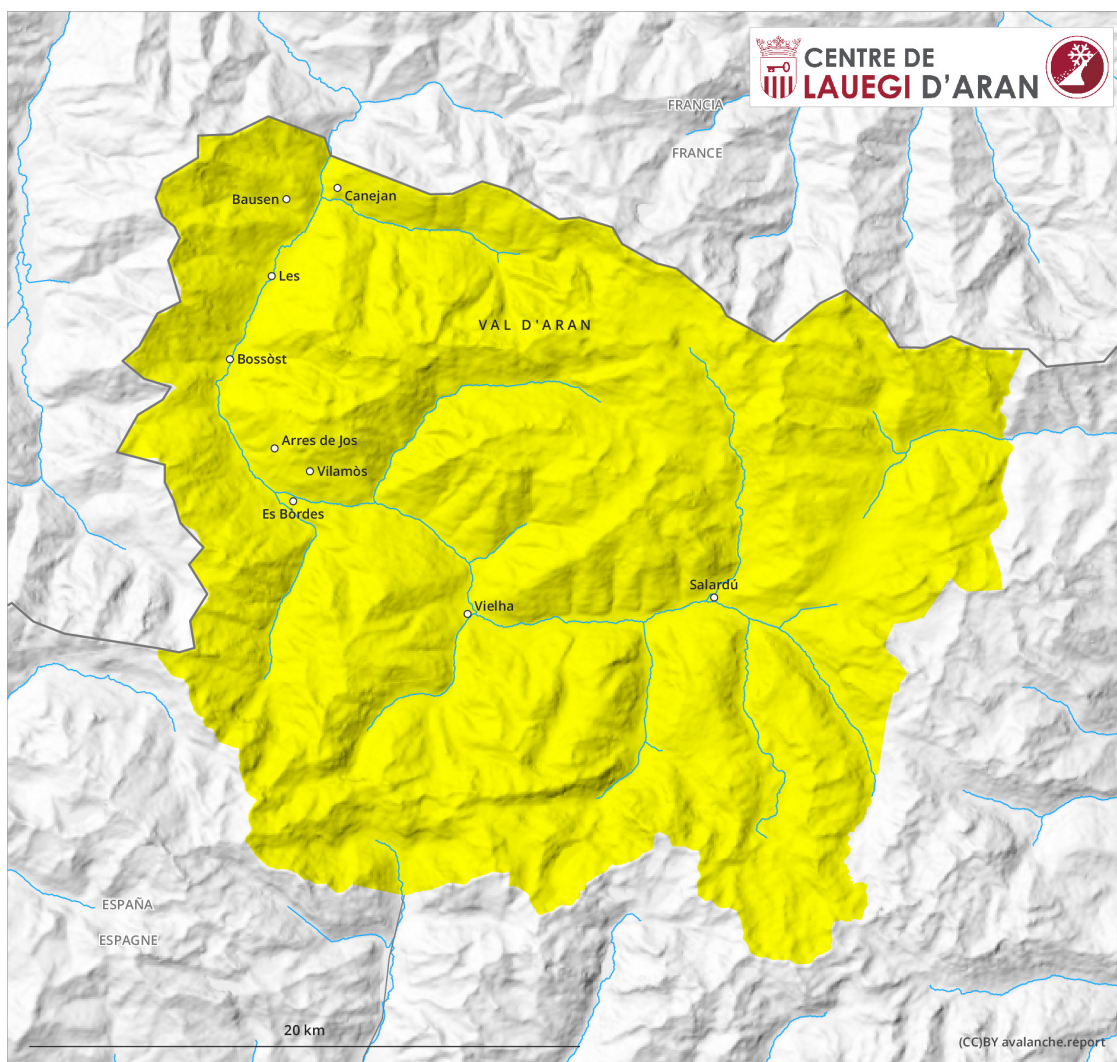 CENTRE DE
LAUEGI D'ARAN
FRANCIA
FRANCE
Bausen
Canejan
Les
VAL D'ARAN
Bossòst
Arres de Jos
Vilamòs
Es Bòrdes
Salardú
Vielha
ESPAÑA
ESPAGNE
20 km
(CC)BY avalanche.report